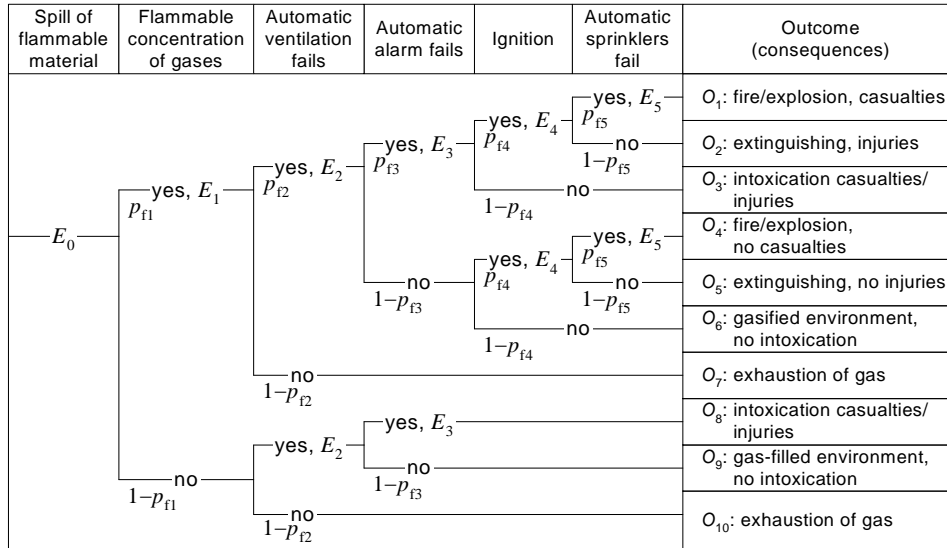 Spill of flammable material
Flammable concentration of gases
Automatic ventilation fails
Automatic alarm fails
Ignition
Automatic sprinklers fail
Outcome (consequences)
yes, E5
pf5
O1: fire/explosion, casualties
yes, E4
pf4
no
1−pf5
O2: extinguishing, injuries
yes, E3
pf3
no
1−pf4
O3: intoxication casualties/
injuries
yes, E2
pf2
yes, E1
pf1
E0
yes, E5
pf5
O4: fire/explosion,
no casualties
yes, E4
pf4
no
1−pf3
no
1−pf5
O5: extinguishing, no injuries
no
1−pf4
O6: gasified environment,
no intoxication
no
1−pf2
O7: exhaustion of gas
yes, E3
O8: intoxication casualties/
injuries
yes, E2
no
1−pf3
O9: gas-filled environment,
no intoxication
no
1−pf1
no
1−pf2
O10: exhaustion of gas